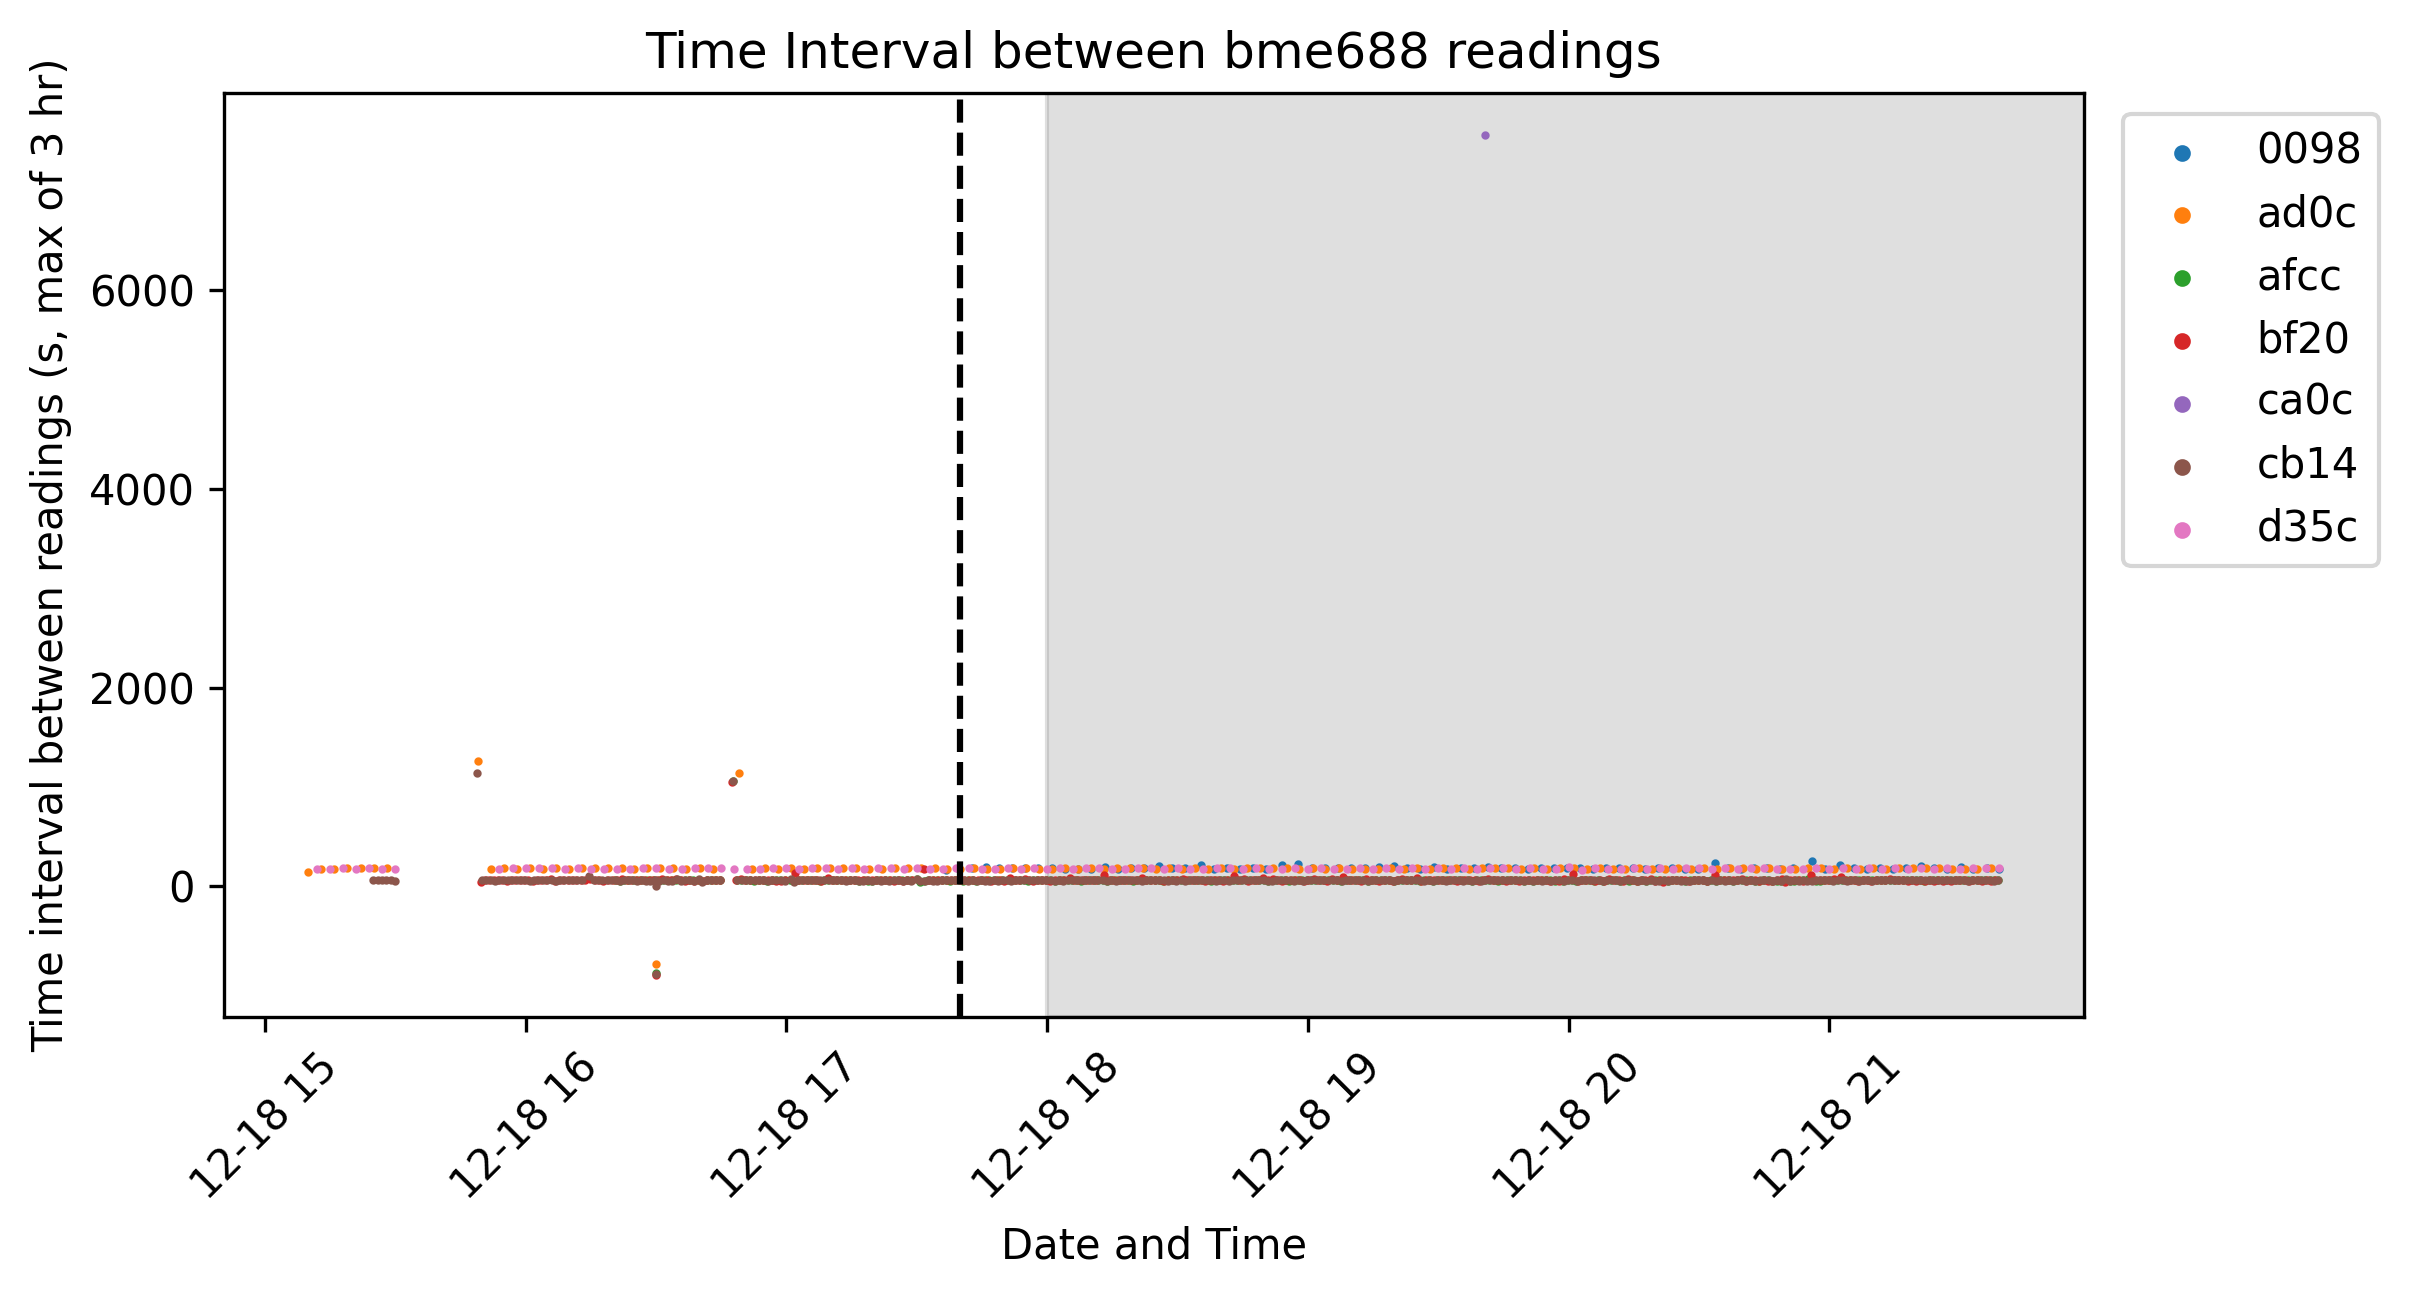 Time Interval between bme688 readings
Time interval between readings (s, max of 3 hr)
6000
4000
2000
0
12-18 15
12-18 16
12-18 17
12-18 18
12-18 19
12-18 20
12-18 21
Date and Time
0098
ad0c
afcc
bf20
ca0c
cb14
d35c